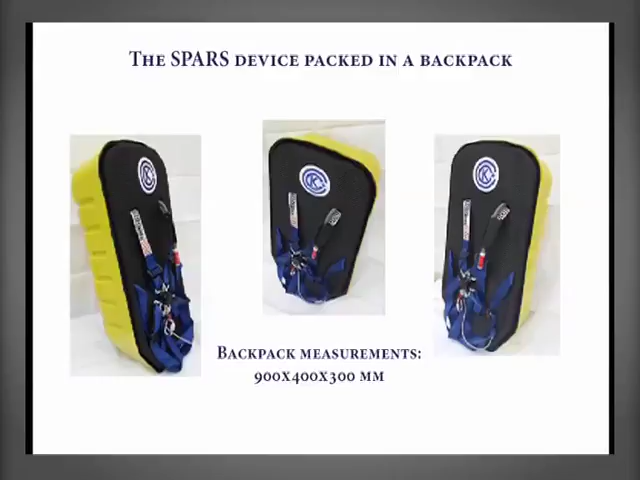 The SPARS device packed in a backpack
Backpack measurements:
900x400x300 mm